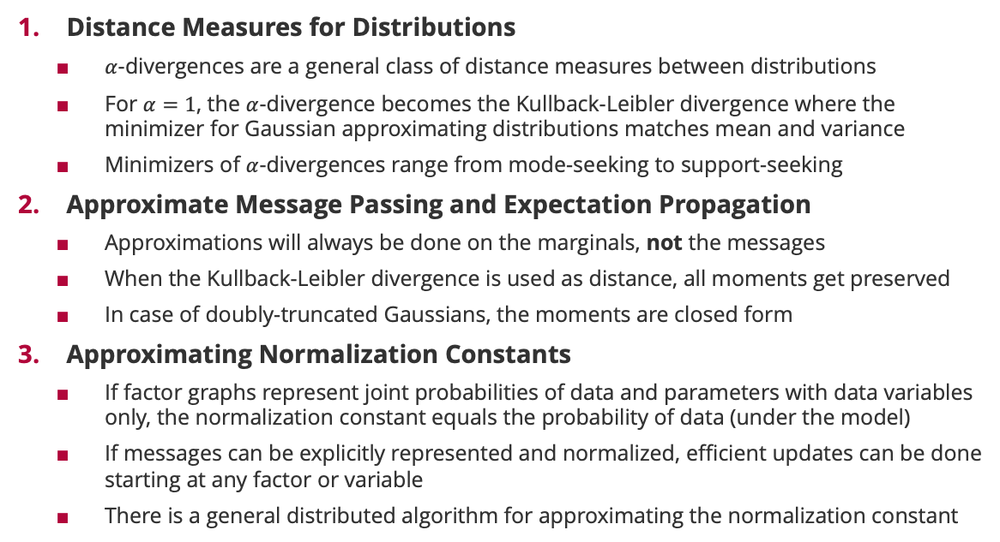 1. Distance Measures for Distributions
■ α-divergences are a general class of distance measures between distributions
■ For α = 1, the α-divergence becomes the Kullback-Leibler divergence where the
minimizer for Gaussian approximating distributions matches mean and variance
■ Minimizers of α-divergences range from mode-seeking to support-seeking
2. Approximate Message Passing and Expectation Propagation
■ Approximations will always be done on the marginals, not the messages
■ When the Kullback-Leibler divergence is used as distance, all moments get preserved
■ In case of doubly-truncated Gaussians, the moments are closed form
3. Approximating Normalization Constants
■ If factor graphs represent joint probabilities of data and parameters with data variables
only, the normalization constant equals the probability of data (under the model)
■ If messages can be explicitly represented and normalized, efficient updates can be done
starting at any factor or variable
■ There is a general distributed algorithm for approximating the normalization constant